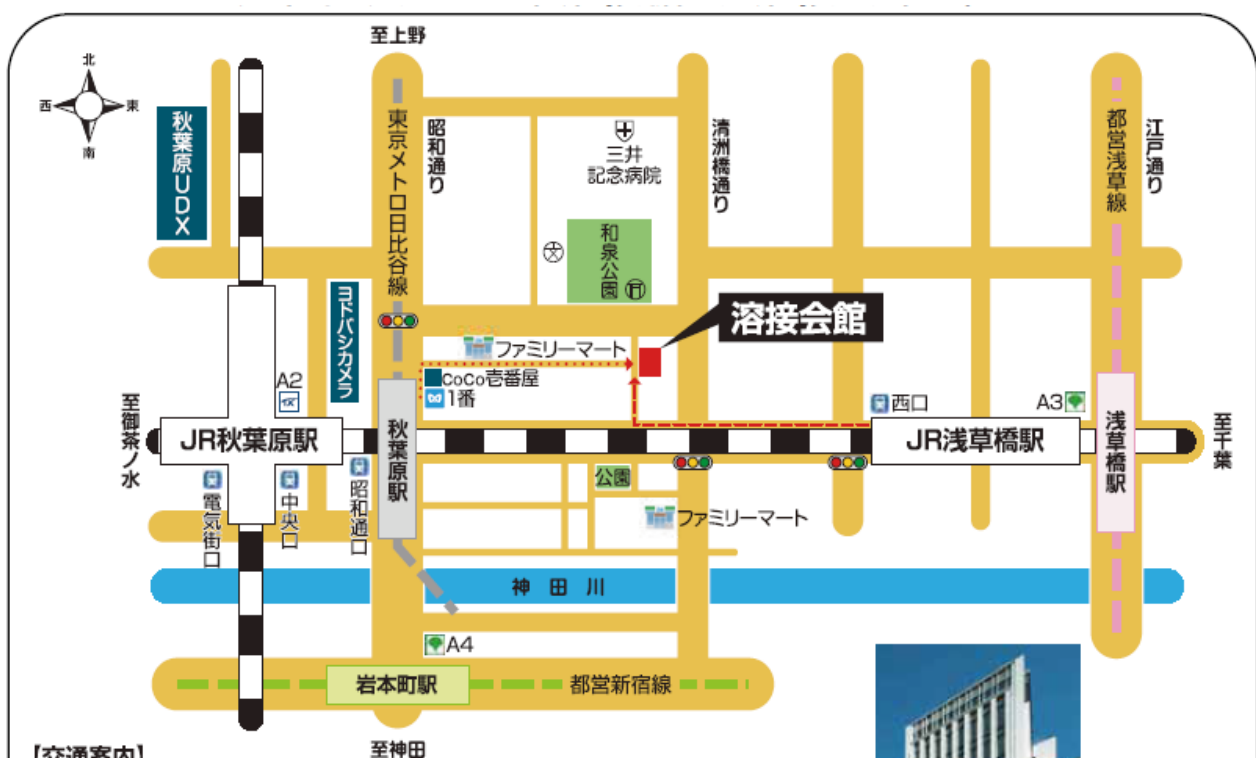 至上野
北
西
東
南
秋葉原UDX
東京メトロ日比谷線
昭和通り
三井
記念病院
清洲橋通り
都営浅草線
江戸通り
和泉公園
文
ヨドバシカメラ
溶接会館
ファミリーマート
CoCo壱番屋
1番
A2
至御茶ノ水
JR秋葉原駅
秋葉原駅
西口
A3
JR浅草橋駅
浅草橋駅
至千葉
電気街口
中央口
昭和通口
公園
ファミリーマート
神田川
A4
岩本町駅
都営新宿線
至神田
【交通案内】